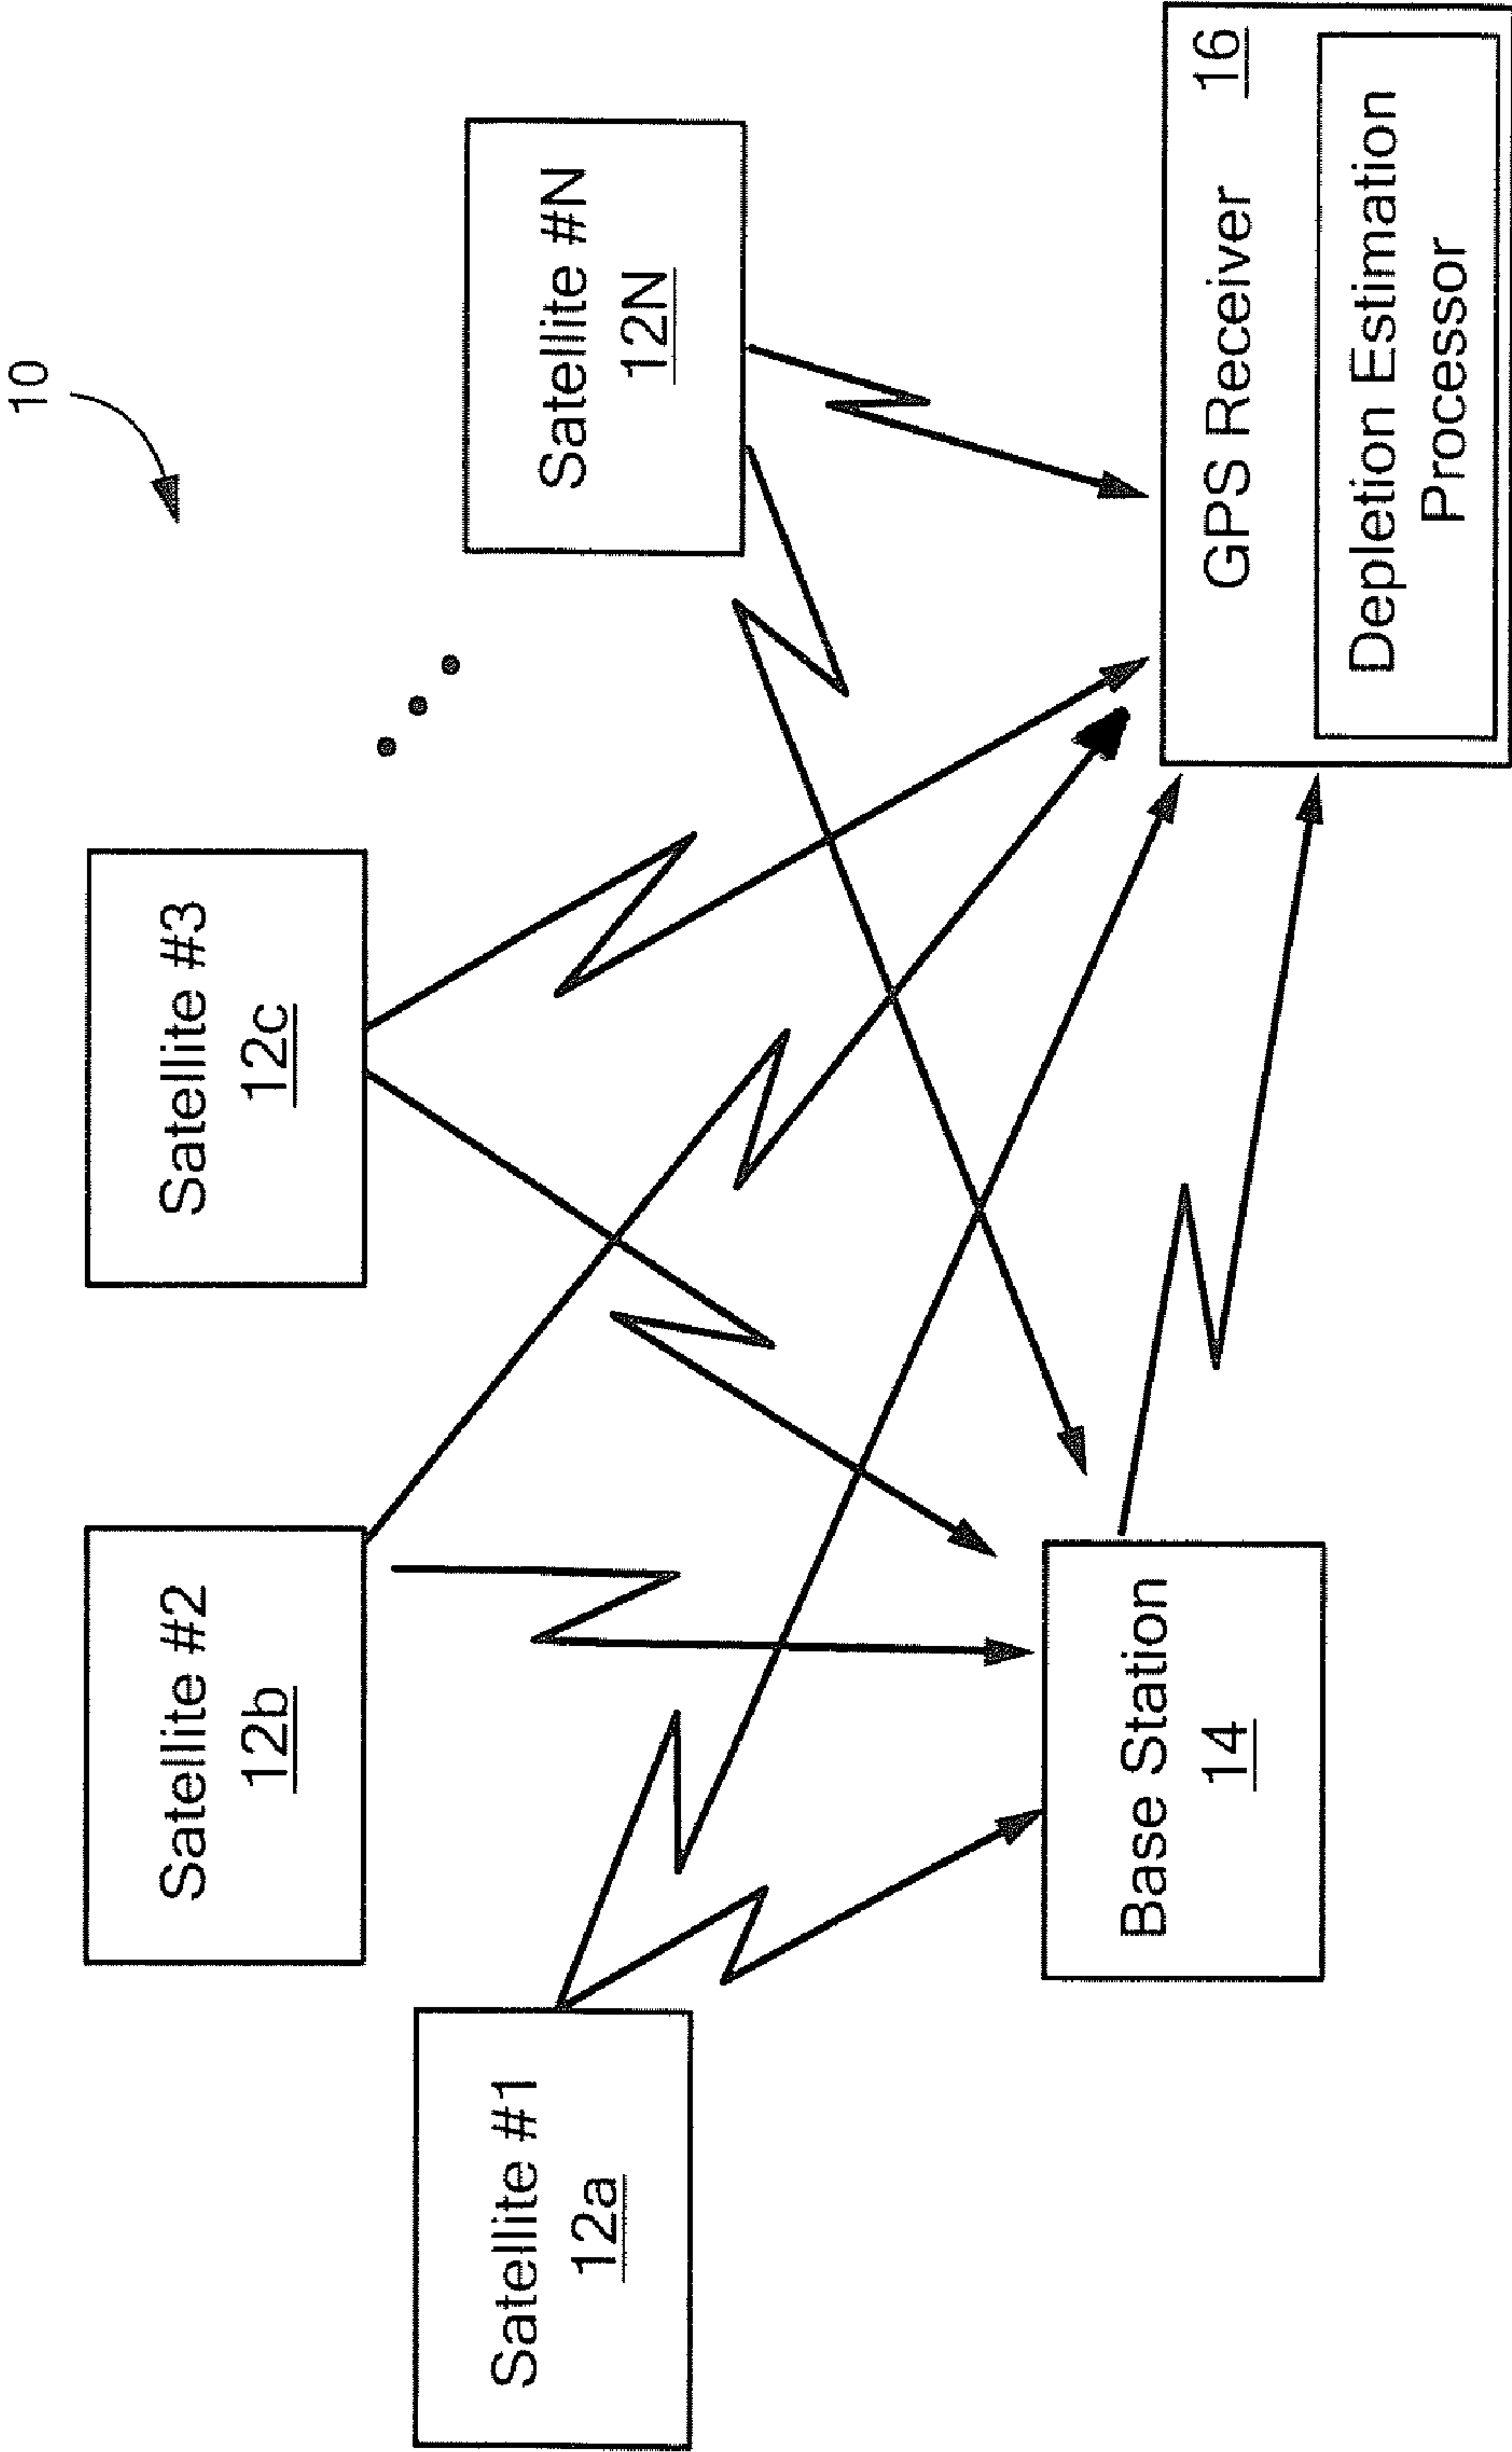 10
Satellite #1
12a
Satellite #2
12b
Satellite #3
12c
Satellite #N
12N
Base Station
14
GPS Receiver 16
Depletion Estimation
Processor